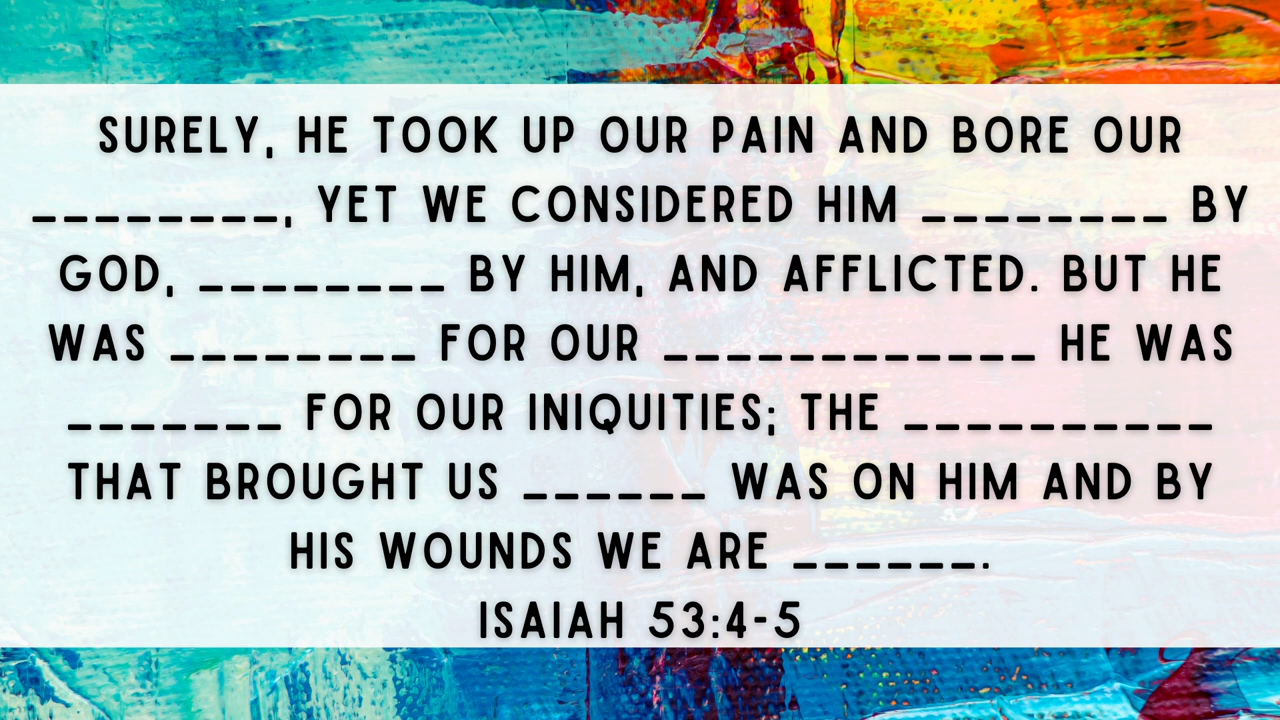 SURELY, HE TOOK UP OUR PAIN AND BORE OUR
________, YET WE CONSIDERED HIM ________ BY
GOD, ________ BY HIM, AND AFFLICTED. BUT HE
WAS ________ FOR OUR ____________ HE WAS
_______ FOR OUR INIQUITIES; THE __________
THAT BROUGHT US ______ WAS ON HIM AND BY
HIS WOUNDS WE ARE ______.
ISAIAH 53:4-5